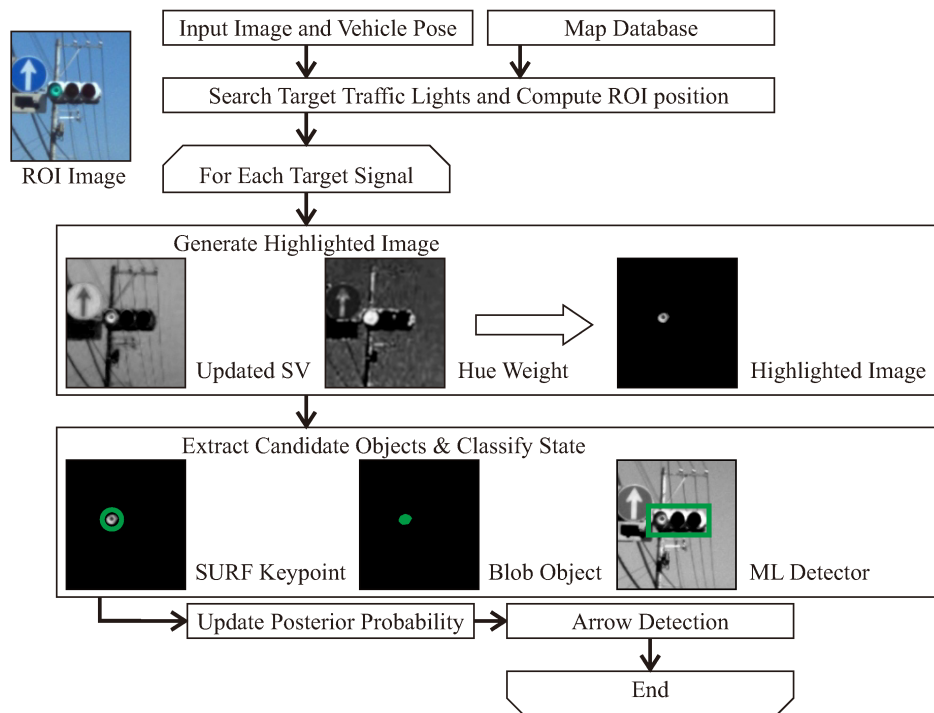 Input Image and Vehicle Pose
Map Database
Search Target Traffic Lights and Compute ROI position
ROI Image
For Each Target Signal
Generate Highlighted Image
Updated SV
Hue Weight
Highlighted Image
Extract Candidate Objects & Classify State
SURF Keypoint
Blob Object
ML Detector
Update Posterior Probability
Arrow Detection
End